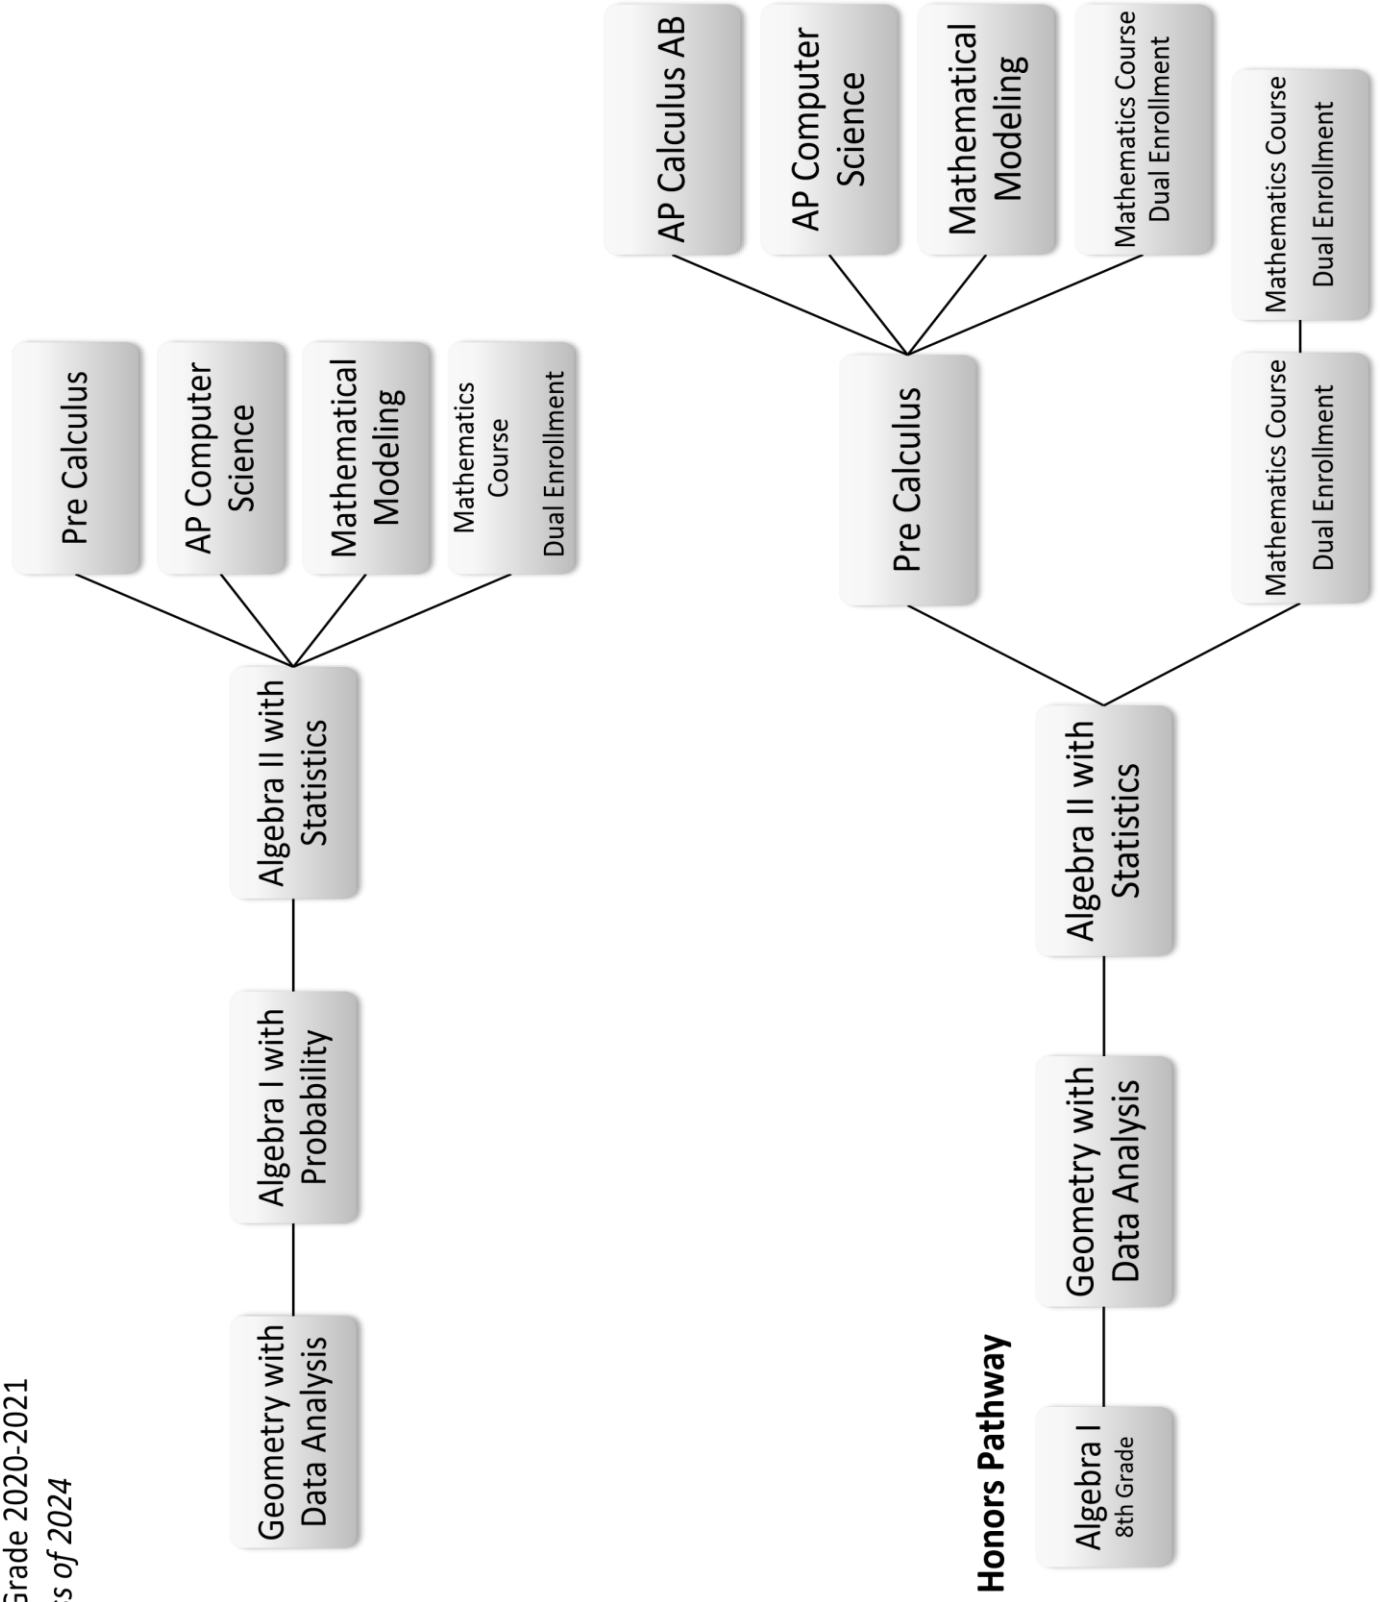 Grade 2020-2021
of 2024
Geometry with
Data Analysis
Algebra I with
Probability
Algebra II with
Statistics
Pre Calculus
AP Computer
Science
Mathematical
Modeling
Mathematics
Course
Dual Enrollment
Honors Pathway
Algebra I
8th Grade
Geometry with
Data Analysis
Algebra II with
Statistics
Pre Calculus
AP Calculus AB
AP Computer
Science
Mathematical
Modeling
Mathematics Course
Dual Enrollment
Mathematics Course
Dual Enrollment
Mathematics Course
Dual Enrollment